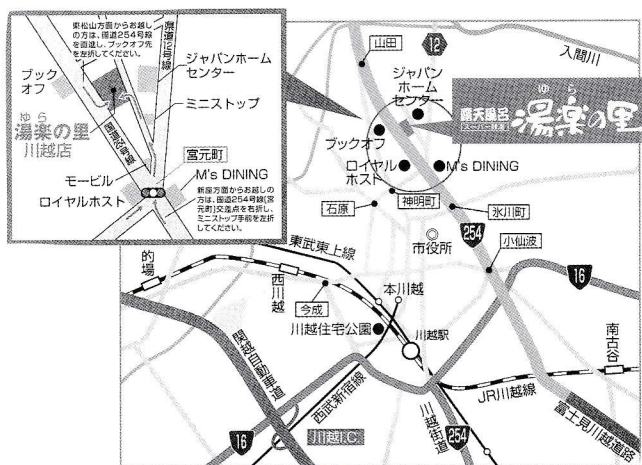 東松山方面からお越し
の方は、国道254号線
を直進し、ブックオフ先
を左折してください。
県道12号線
ブック
オフ
ジャパンホーム
センター
ミニストップ
ゆら
湯楽の里
川越店
国道254号線
宮元町
モービル
M's DINING
ロイヤルホスト
新座方面からお越し
の方は、国道254号線(宮
元町)交差点を右折し、
ミニストップ手前を左折
してください。
山田
12
入間川
ジャパン
ホーム
センター
露天風呂
スーパー銭湯
ゆら
湯楽の里
ブックオフ
ロイヤル
ホスト
M's DINING
石原
神明町
氷川町
市役所
254
小仙波
東武東上線
的場
西川越
本川越
16
今成
川越住宅公園
川越駅
南古谷
関越自動車道
西武新宿線
JR川越線
川越街道
富士見川越道路
16
川越I.C.
254